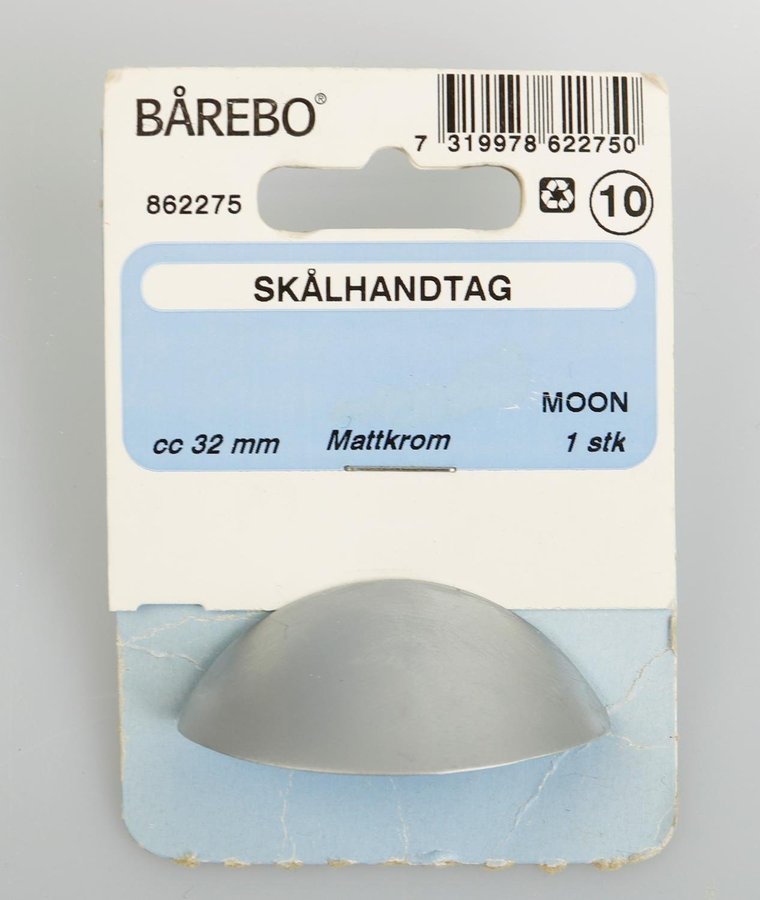 BÅREBO®
7 319978 622750
862275
10
SKÅLHANDTAG
MOON
cc 32 mm Mattkrom 1 stk